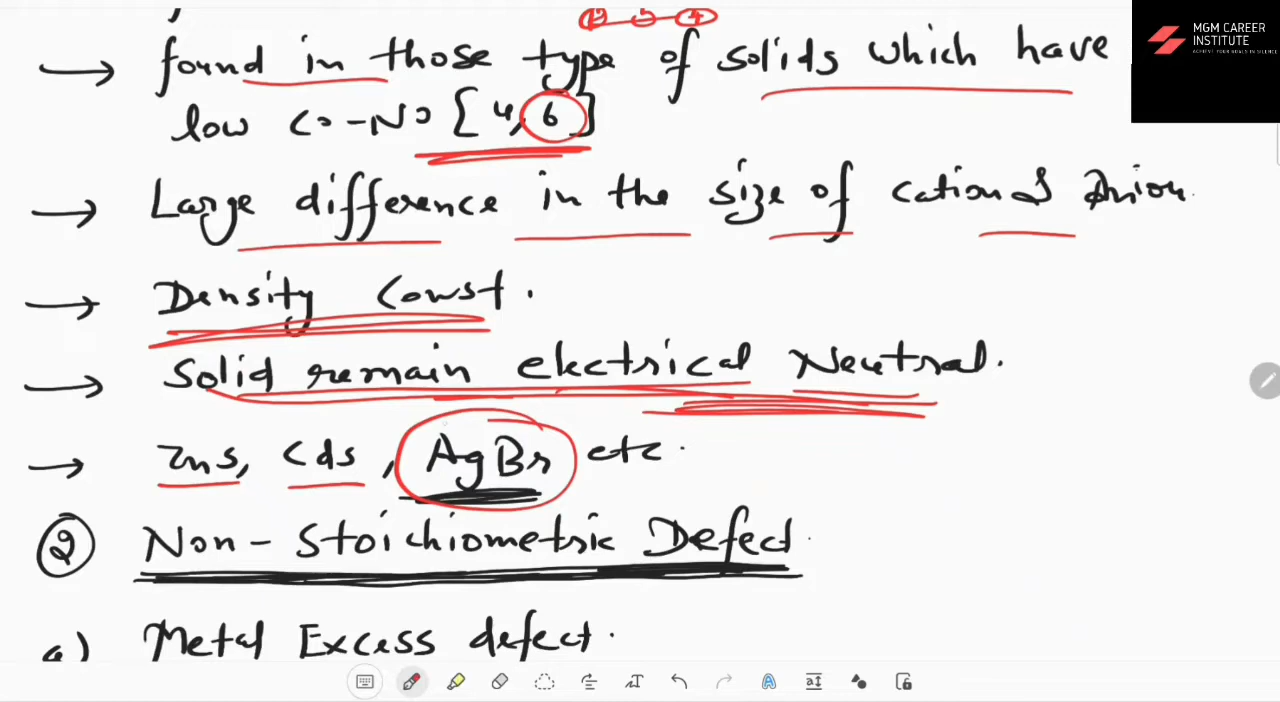 MGM CAREER
INSTITUTE
→ found in those type of solids which have
low Co-No [4, 6]
→ Large difference in the size of cation & Anion.
→ Density Const.
→ Solid remain electrical Neutral.
→ ZnS, CdS, AgBr etc.
② Non-Stoichiometric Defect
a) Metal Excess defect.